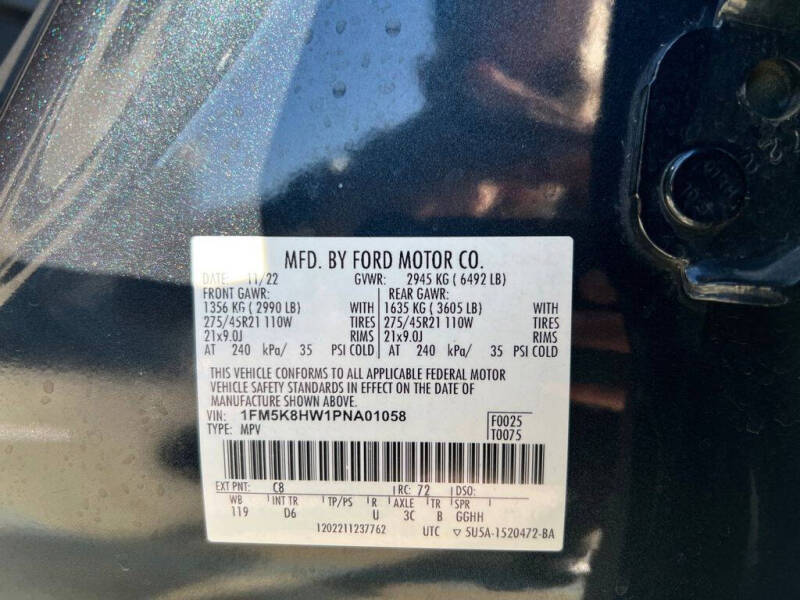 MFD. BY FORD MOTOR CO.
DATE: 11/22 GVWR: 2945 KG ( 6492 LB)
FRONT GAWR: REAR GAWR:
1356 KG ( 2990 LB) WITH 1635 KG ( 3605 LB) WITH
275/45R21 110W TIRES 275/45R21 110W TIRES
21x9.0J RIMS 21x9.0J RIMS
AT 240 kPa/ 35 PSI COLD AT 240 kPa/ 35 PSI COLD
THIS VEHICLE CONFORMS TO ALL APPLICABLE FEDERAL MOTOR
VEHICLE SAFETY STANDARDS IN EFFECT ON THE DATE OF
MANUFACTURE SHOWN ABOVE.
VIN: 1FM5K8HW1PNA01058 F0025
TYPE: MPV T0075
EXT PNT: C8 RC: 72 DSO:
WB INT TR TP/PS R AXLE TR SPR
119 D6 U 3C B GGHH
1202211237762 UTC 5U5A-1520472-BA